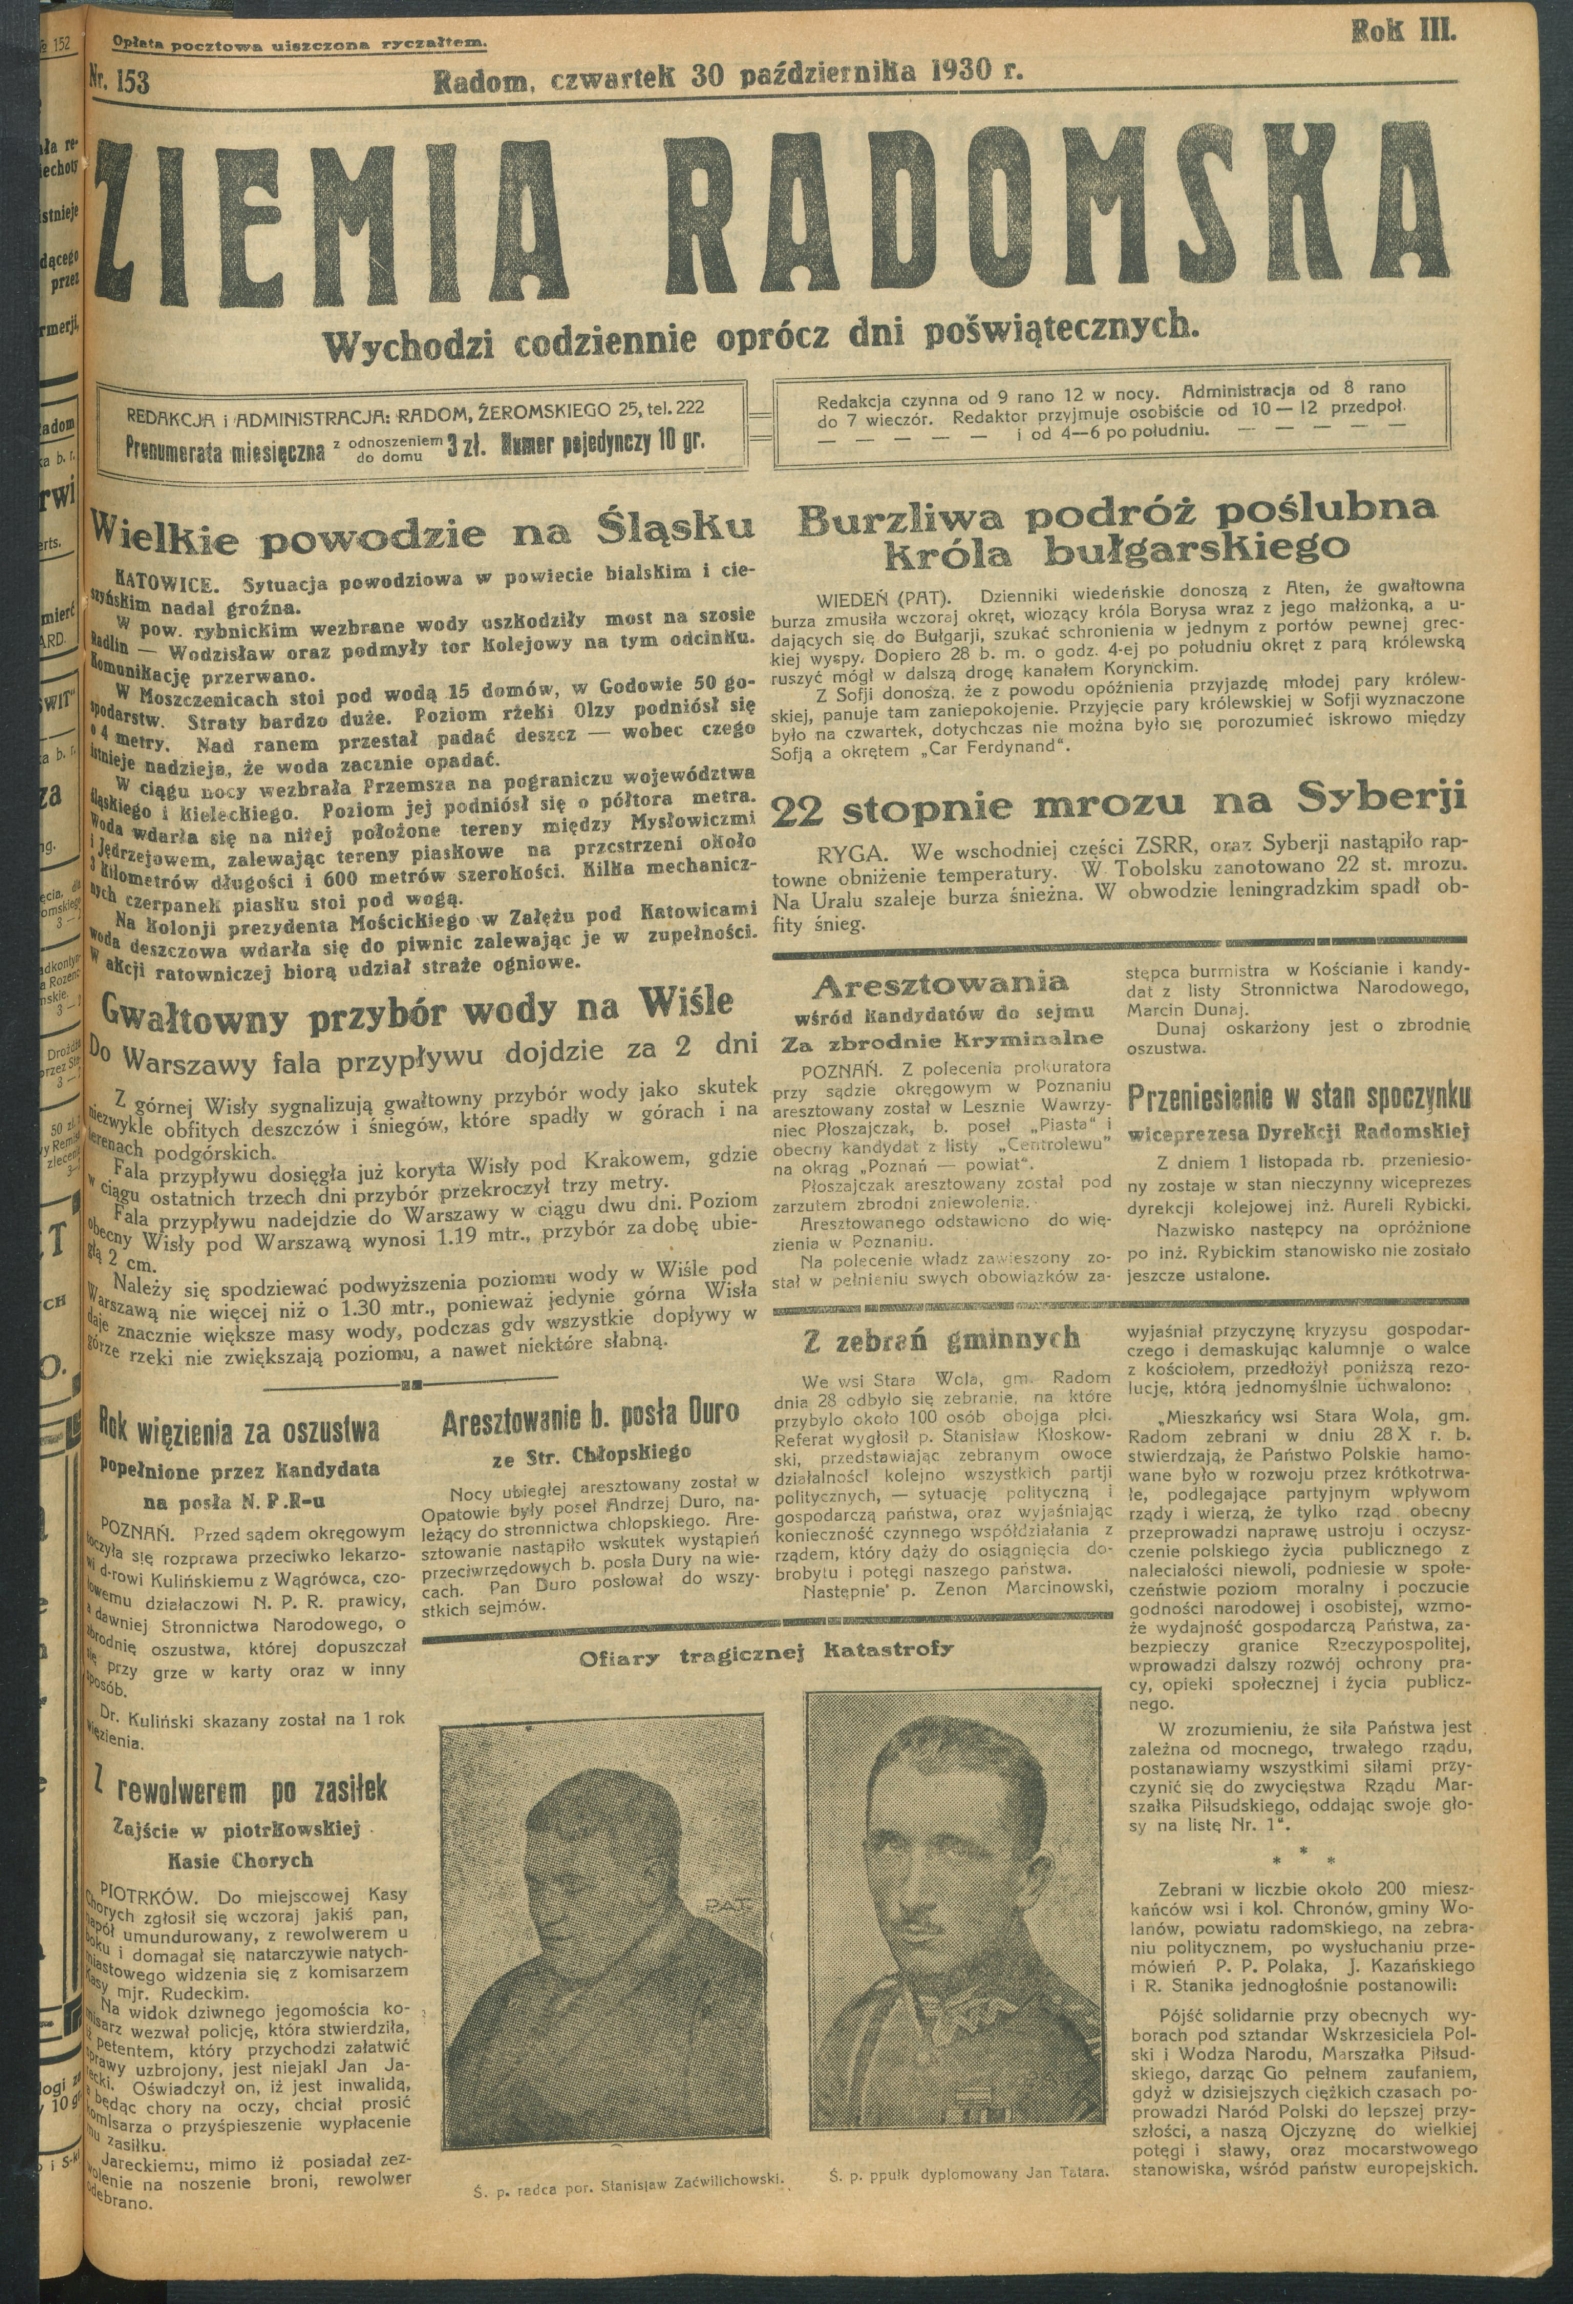 Opłata pocztowa uiszczona ryczałtem.
Rok III.
Nr. 153
Radom, czwartek 30 października 1930 r.
ZIEMIA RADOMSKA
Wychodzi codziennie oprócz dni poświątecznych.
REDAKCJA i ADMINISTRACJA: RADOM, ŻEROMSKIEGO 25, tel. 222
Prenumerata miesięczna z odnoszeniem do domu 3 zł. Numer pojedynczy 10 gr.
Redakcja czynna od 9 rano 12 w nocy. Administracja od 8 rano
do 7 wieczór. Redaktor przyjmuje osobiście od 10—12 przedpoł.
— — — — — i od 4—6 po południu. — — — — —
Wielkie powodzie na Śląsku
KATOWICE. Sytuacja powodziowa w powiecie bialskim i cie-
szyńskim nadal groźna.
W pow. rybnickim wezbrane wody uszkodziły most na szosie
Radlin — Wodzisław oraz podmyły tor kolejowy na tym odcinku.
Komunikację przerwano.
W Moszczenicach stoi pod wodą 15 domów, w Godowie 50 go-
spodarstw. Straty bardzo duże. Poziom rzeki Olzy podniósł się
o 4 metry. Nad ranem przestał padać deszcz — wobec czego
istnieje nadzieja, że woda zacznie opadać.
W ciągu nocy wezbrała Przemsza na pograniczu województwa
śląskiego i kieleckiego. Poziom jej podniósł się o półtora metra.
Woda wdarła się na niżej położone tereny między Mysłowiczmi
i Jędrzejowem, zalewając tereny piaskowe na przestrzeni około
3 kilometrów długości i 600 metrów szerokości. Kilka mechanicz-
nych czerpanek piasku stoi pod wogą.
Na kolonji prezydenta Mościckiego w Załężu pod Katowicami
woda deszczowa wdarła się do piwnic zalewając je w zupełności.
W akcji ratowniczej biorą udział straże ogniowe.
Gwałtowny przybór wody na Wiśle
Do Warszawy fala przypływu dojdzie za 2 dni
Z górnej Wisły sygnalizują gwałtowny przybór wody jako skutek
niezwykle obfitych deszczów i śniegów, które spadły w górach i na
terenach podgórskich.
Fala przypływu dosięgła już koryta Wisły pod Krakowem, gdzie
w ciągu ostatnich trzech dni przybór przekroczył trzy metry.
Fala przypływu nadejdzie do Warszawy w ciągu dwu dni. Poziom
obecny Wisły pod Warszawą wynosi 1.19 mtr., przybór za dobę ubie-
głą 2 cm.
Należy się spodziewać podwyższenia poziomu wody w Wiśle pod
Warszawą nie więcej niż o 1.30 mtr., ponieważ jedynie górna Wisła
daje znacznie większe masy wody, podczas gdy wszystkie dopływy w
górze rzeki nie zwiększają poziomu, a nawet niektóre słabną.
Rok więzienia za oszustwa
popełnione przez kandydata
na posła N. P.R-u
POZNAŃ. Przed sądem okręgowym
toczyła się rozprawa przeciwko lekarzo-
wi d-rowi Kulińskiemu z Wągrówca, czo-
łowemu działaczowi N. P. R. prawicy,
a dawniej Stronnictwa Narodowego, o
zbrodnię oszustwa, której dopuszczał
się przy grze w karty oraz w inny
sposób.
Dr. Kuliński skazany został na 1 rok
więzienia.
Z rewolwerem po zasiłek
Zajście w piotrkowskiej
Kasie Chorych
PIOTRKÓW. Do miejscowej Kasy
Chorych zgłosił się wczoraj jakiś pan,
napół umundurowany, z rewolwerem u
boku i domagał się natarczywie natych-
miastowego widzenia się z komisarzem
Kasy mjr. Rudeckim.
Na widok dziwnego jegomościa ko-
misarz wezwał policję, która stwierdziła,
iż petentem, który przychodzi załatwić
sprawy uzbrojony, jest niejakI Jan Ja-
recki. Oświadczył on, iż jest inwalidą,
a będąc chory na oczy, chciał prosić
komisarza o przyśpieszenie wypłacenie
mu zasiłku.
Jareckiemu, mimo iż posiadał zez-
wolenie na noszenie broni, rewolwer
odebrano.
Aresztowanie b. posła Duro
ze Str. Chłopskiego
Nocy ubiegłej aresztowany został w
Opatowie były poseł Andrzej Duro, na-
leżący do stronnictwa chłopskiego. Are-
sztowanie nastąpiło wskutek wystąpień
przeciwrzędowych b. posła Dury na wie-
cach. Pan Duro posłował do wszy-
stkich sejmów.
Burzliwa podróż poślubna
króla bułgarskiego
WIEDEŃ (PAT). Dzienniki wiedeńskie donoszą z Aten, że gwałtowna
burza zmusiła wczoraj okręt, wiozący króla Borysa wraz z jego małżonką, a u-
dających się do Bułgarji, szukać schronienia w jednym z portów pewnej grec-
kiej wyspy. Dopiero 28 b. m. o godz. 4-ej po południu okręt z parą królewską
ruszyć mógł w dalszą drogę kanałem Korynckim.
Z Sofji donoszą, że z powodu opóźnienia przyjazdę młodej pary królew-
skiej, panuje tam zaniepokojenie. Przyjęcie pary królewskiej w Sofji wyznaczone
było na czwartek, dotychczas nie można było się porozumieć iskrowo między
Sofją a okrętem „Car Ferdynand".
22 stopnie mrozu na Syberji
RYGA. We wschodniej części ZSRR, oraz Syberji nastąpiło rap-
towne obniżenie temperatury. W Tobolsku zanotowano 22 st. mrozu.
Na Uralu szaleje burza śnieżna. W obwodzie leningradzkim spadł ob-
fity śnieg.
Aresztowania
wśród kandydatów do sejmu
Za zbrodnie kryminalne
POZNAŃ. Z polecenia prokuratora
przy sądzie okręgowym w Poznaniu
aresztowany został w Lesznie Wawrzy-
niec Płoszajczak, b. poseł „Piasta" i
obecny kandydat z listy „Centrolewu"
na okrąg „Poznań — powiat".
Płoszajczak aresztowany został pod
zarzutem zbrodni zniewolenia.
Aresztowanego odstawiono do wię-
zienia w Poznaniu.
Na polecenie władz zawieszony zo-
stał w pełnieniu swych obowiązków za-
stępca burmistra w Kościanie i kandy-
dat z listy Stronnictwa Narodowego,
Marcin Dunaj.
Dunaj oskarżony jest o zbrodnię
oszustwa.
Przeniesienie w stan spoczynku
wiceprezesa Dyrekcji Radomskiej
Z dniem 1 listopada rb. przeniesio-
ny zostaje w stan nieczynny wiceprezes
dyrekcji kolejowej inż. Aureli Rybicki.
Nazwisko następcy na opróżnione
po inż. Rybickim stanowisko nie zostało
jeszcze ustalone.
Z zebrań gminnych
We wsi Stara Wola, gm. Radom
dnia 28 odbyło się zebranie, na które
przybyło około 100 osób obojga płci.
Referat wygłosił p. Stanisław Kłoskow-
ski, przedstawiając zebranym owoce
działalności kolejno wszystkich partji
politycznych, — sytuację polityczną i
gospodarczą państwa, oraz wyjaśniając
konieczność czynnego współdziałania z
rządem, który dąży do osiągnięcia do-
brobytu i potęgi naszego państwa.
Następnie p. Zenon Marcinowski,
wyjaśniał przyczynę kryzysu gospodar-
czego i demaskując kalumnje o walce
z kościołem, przedłożył poniższą rezo-
lucję, którą jednomyślnie uchwalono:
„Mieszkańcy wsi Stara Wola, gm.
Radom zebrani w dniu 28 X r. b.
stwierdzają, że Państwo Polskie hamo-
wane było w rozwoju przez krótkotrwa-
łe, podlegające partyjnym wpływom
rządy i wierzą, że tylko rząd obecny
przeprowadzi naprawę ustroju i oczysz-
czenie polskiego życia publicznego z
naleciałości niewoli, podniesie w społe-
czeństwie poziom moralny i poczucie
godności narodowej i osobistej, wzmo-
że wydajność gospodarczą Państwa, za-
bezpieczy granice Rzeczypospolitej,
wprowadzi dalszy rozwój ochrony pra-
cy, opieki społecznej i życia publicz-
nego.
W zrozumieniu, że siła Państwa jest
zależna od mocnego, trwałego rządu,
postanawiamy wszystkimi siłami przy-
czynić się do zwycięstwa Rządu Mar-
szałka Piłsudskiego, oddając swoje gło-
sy na listę Nr. 1".
* * *
Zebrani w liczbie około 200 miesz-
kańców wsi i kol. Chronów, gminy Wo-
lanów, powiatu radomskiego, na zebra-
niu politycznem, po wysłuchaniu prze-
mówień P. P. Polaka, J. Kazańskiego
i R. Stanika jednogłośnie postanowili:
Pójść solidarnie przy obecnych wy-
borach pod sztandar Wskrzesiciela Pol-
ski i Wodza Narodu, Marszałka Piłsud-
skiego, darząc Go pełnem zaufaniem,
gdyż w dzisiejszych ciężkich czasach po-
prowadzi Naród Polski do lepszej przy-
szłości, a naszą Ojczyznę do wielkiej
potęgi i sławy, oraz mocarstwowego
stanowiska, wśród państw europejskich.
Ofiary tragicznej katastrofy
PAT
Ś. p. radca por. Stanisław Zaćwilichowski.
Ś. p. ppułk dyplomowany Jan Tatara.